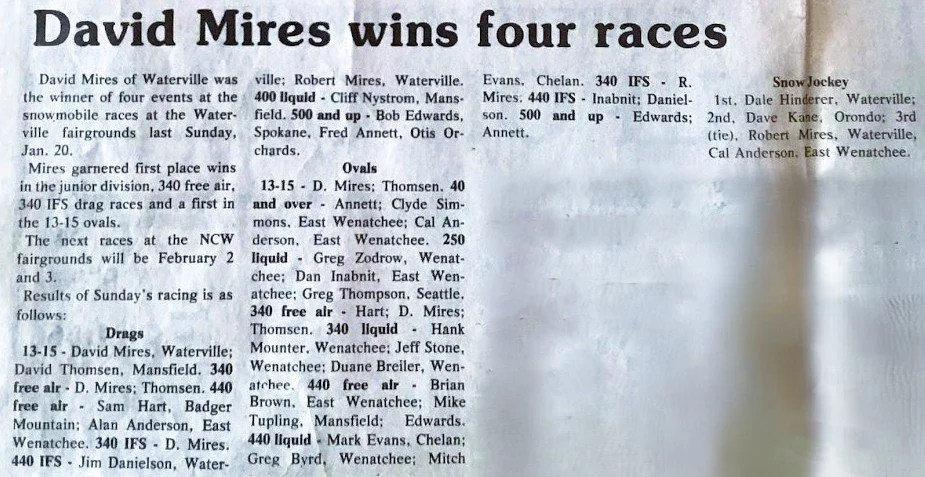 David Mires wins four races
David Mires of Waterville was
the winner of four events at the
snowmobile races at the Water-
ville fairgrounds last Sunday,
Jan. 20.
Mires garnered first place wins
in the junior division, 340 free air,
340 IFS drag races and a first in
the 13-15 ovals.
The next races at the NCW
fairgrounds will be February 2
and 3.
Results of Sunday's racing is as
follows:
Drags
13-15 - David Mires, Waterville;
David Thomsen, Mansfield. 340
free air - D. Mires; Thomsen. 440
free air - Sam Hart, Badger
Mountain; Alan Anderson, East
Wenatchee. 340 IFS - D. Mires.
440 IFS - Jim Danielson, Water-
ville; Robert Mires, Waterville.
400 liquid - Cliff Nystrom, Mans-
field. 500 and up - Bob Edwards,
Spokane, Fred Annett, Otis Or-
chards.
Ovals
13-15 - D. Mires; Thomsen. 40
and over - Annett; Clyde Sim-
mons, East Wenatchee; Cal An-
derson, East Wenatchee. 250
liquid - Greg Zodrow, Wenat-
chee; Dan Inabnit, East Wen-
atchee; Greg Thompson, Seattle.
340 free air - Hart; D. Mires;
Thomsen. 340 liquid - Hank
Mounter, Wenatchee; Jeff Stone,
Wenatchee; Duane Breiler, Wen-
atchee. 440 free air - Brian
Brown, East Wenatchee; Mike
Tupling, Mansfield; Edwards.
440 liquid - Mark Evans, Chelan;
Greg Byrd, Wenatchee; Mitch
Evans, Chelan. 340 IFS - R.
Mires. 440 IFS - Inabnit; Daniel-
son. 500 and up - Edwards;
Annett.
Snow Jockey
1st, Dale Hinderer, Waterville;
2nd, Dave Kane, Orondo; 3rd
(tie), Robert Mires, Waterville,
Cal Anderson, East Wenatchee.